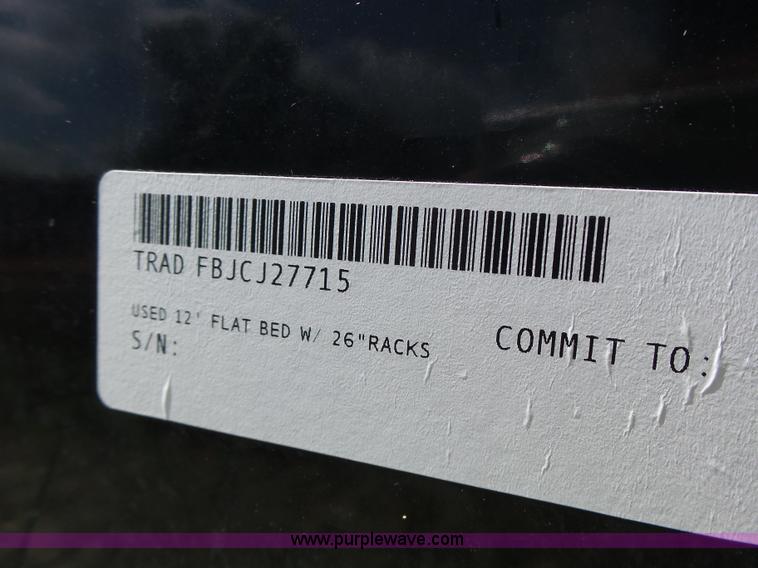 TRAD FBJCJ27715
USED 12' FLAT BED W/ 26"RACKS
S/N:
COMMIT TO:
www.purplewave.com